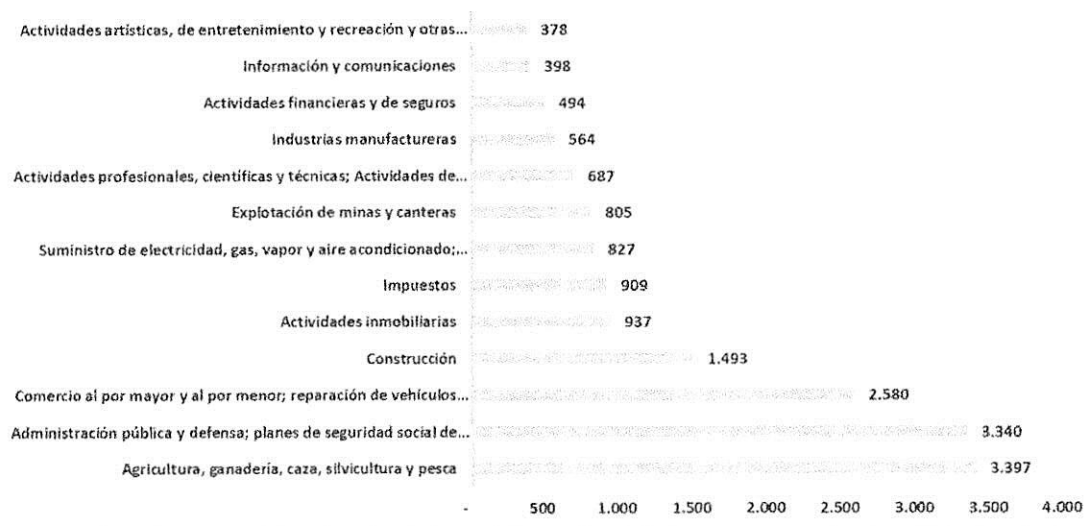 Actividades artísticas, de entretenimiento y recreación y otras... 378
Información y comunicaciones 398
Actividades financieras y de seguros 494
Industrias manufactureras 564
Actividades profesionales, científicas y técnicas; Actividades de... 687
Explotación de minas y canteras 805
Suministro de electricidad, gas, vapor y aire acondicionado;... 827
Impuestos 909
Actividades inmobiliarias 937
Construcción 1.493
Comercio al por mayor y al por menor; reparación de vehículos... 2.580
Administración pública y defensa; planes de seguridad social de... 3.340
Agricultura, ganadería, caza, silvicultura y pesca 3.397
- 500 1.000 1.500 2.000 2.500 3.000 3.500 4.000